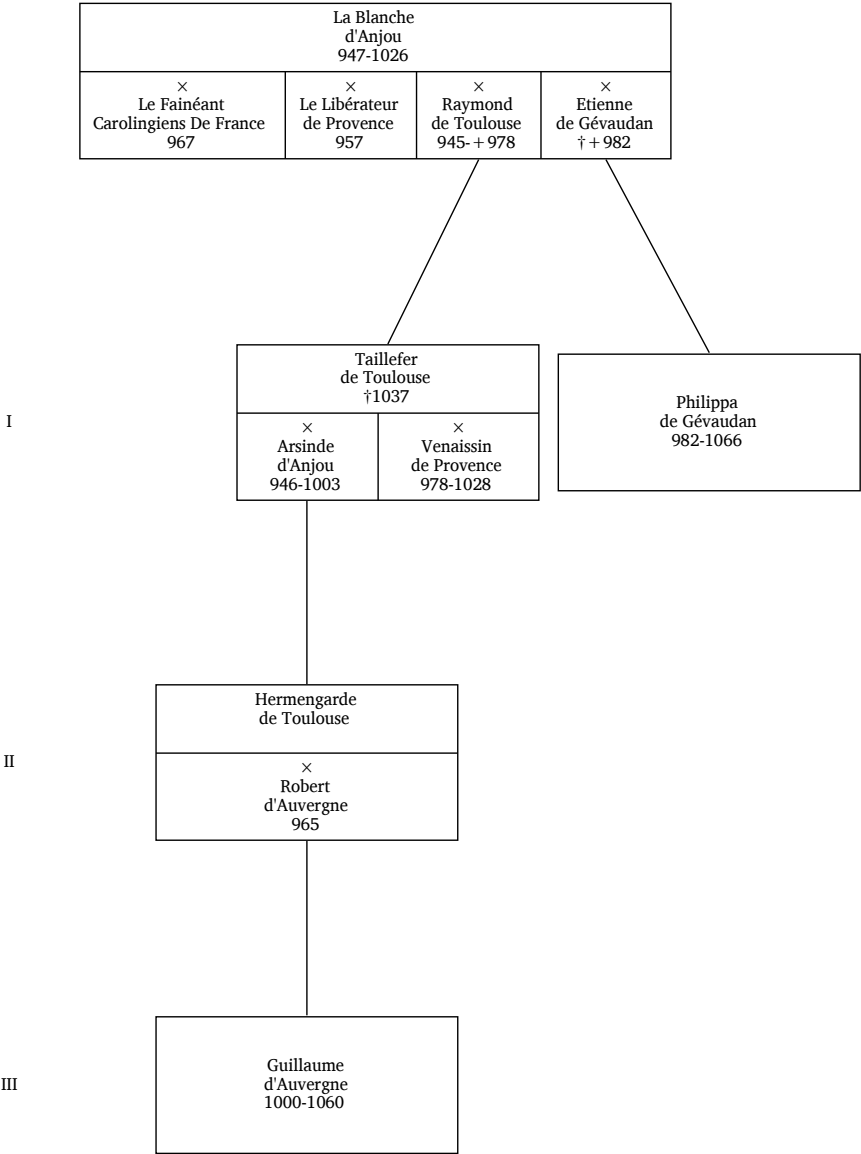 La Blanche
d'Anjou
947-1026
×
Le Fainéant
Carolingiens De France
967
×
Le Libérateur
de Provence
957
×
Raymond
de Toulouse
945-+978
×
Etienne
de Gévaudan
†+982
I
Taillefer
de Toulouse
†1037
×
Arsinde
d'Anjou
946-1003
×
Venaissin
de Provence
978-1028
Philippa
de Gévaudan
982-1066
II
Hermengarde
de Toulouse
×
Robert
d'Auvergne
965
III
Guillaume
d'Auvergne
1000-1060